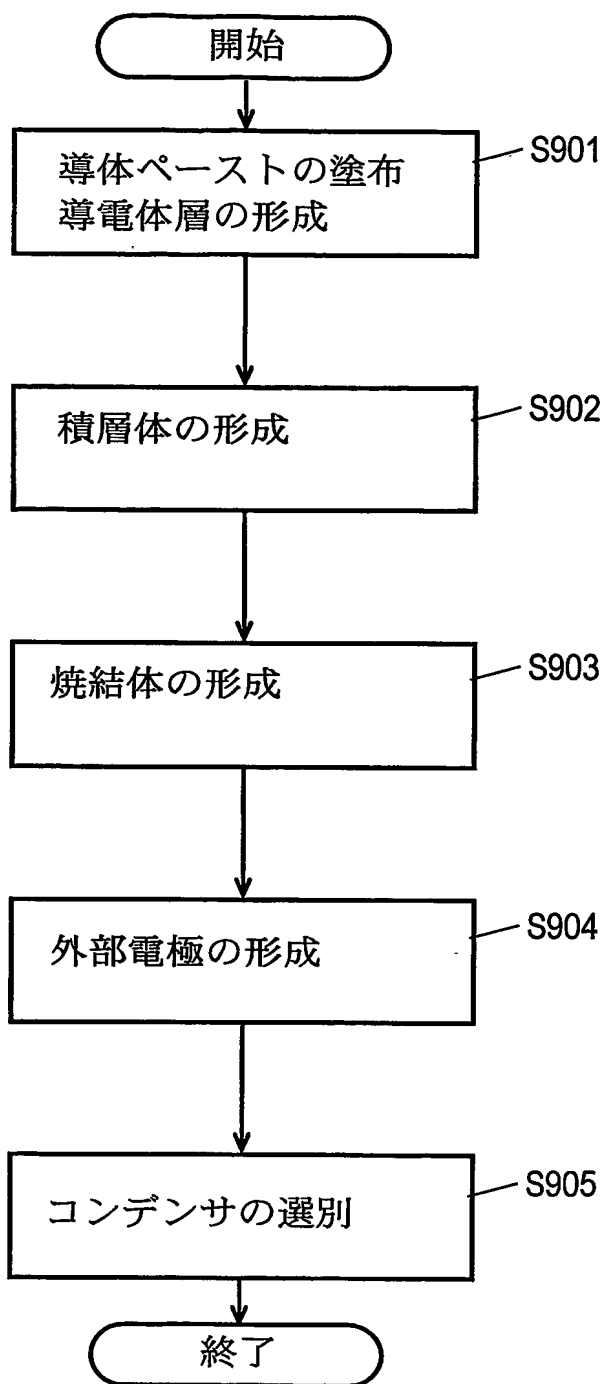 開始
導体ペーストの塗布
導電体層の形成
S901
積層体の形成
S902
焼結体の形成
S903
外部電極の形成
S904
コンデンサの選別
S905
終了